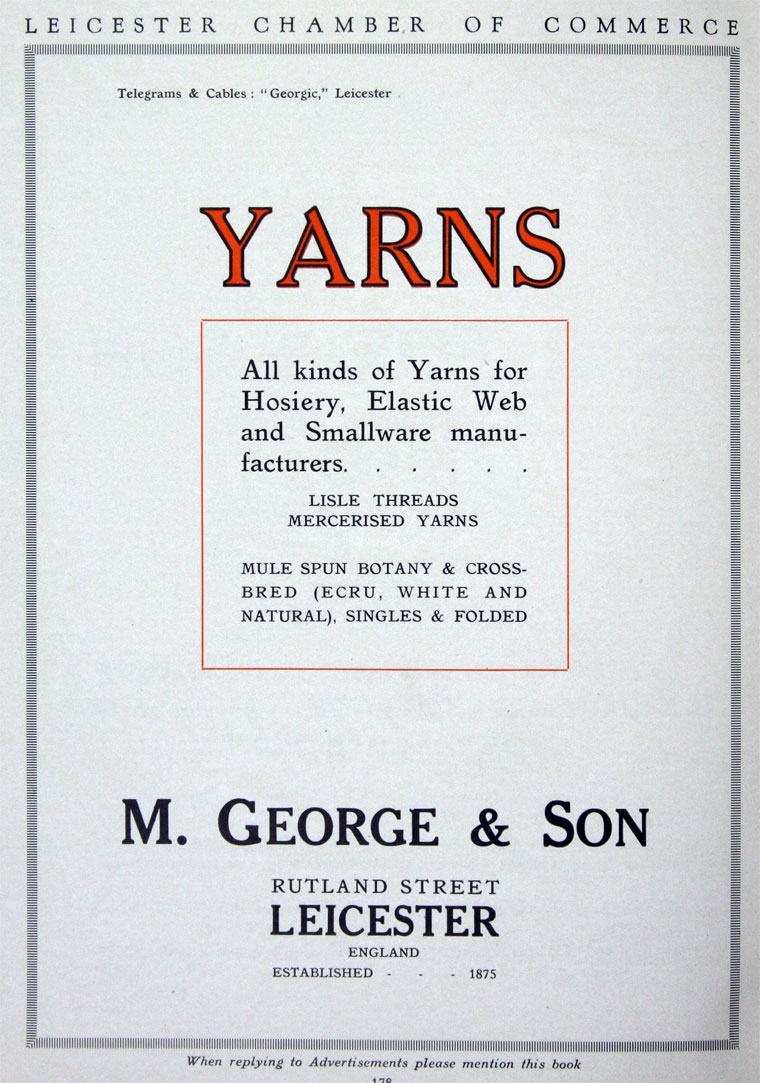 LEICESTER CHAMBER OF COMMERCE
Telegrams & Cables: "Georgic," Leicester
YARNS
All kinds of Yarns for
Hosiery, Elastic Web
and Smallware manu-
facturers. . . . . .
LISLE THREADS
MERCERISED YARNS
MULE SPUN BOTANY & CROSS-
BRED (ECRU, WHITE AND
NATURAL), SINGLES & FOLDED
M. GEORGE & SON
RUTLAND STREET
LEICESTER
ENGLAND
ESTABLISHED - - - 1875
When replying to Advertisements please mention this book
178